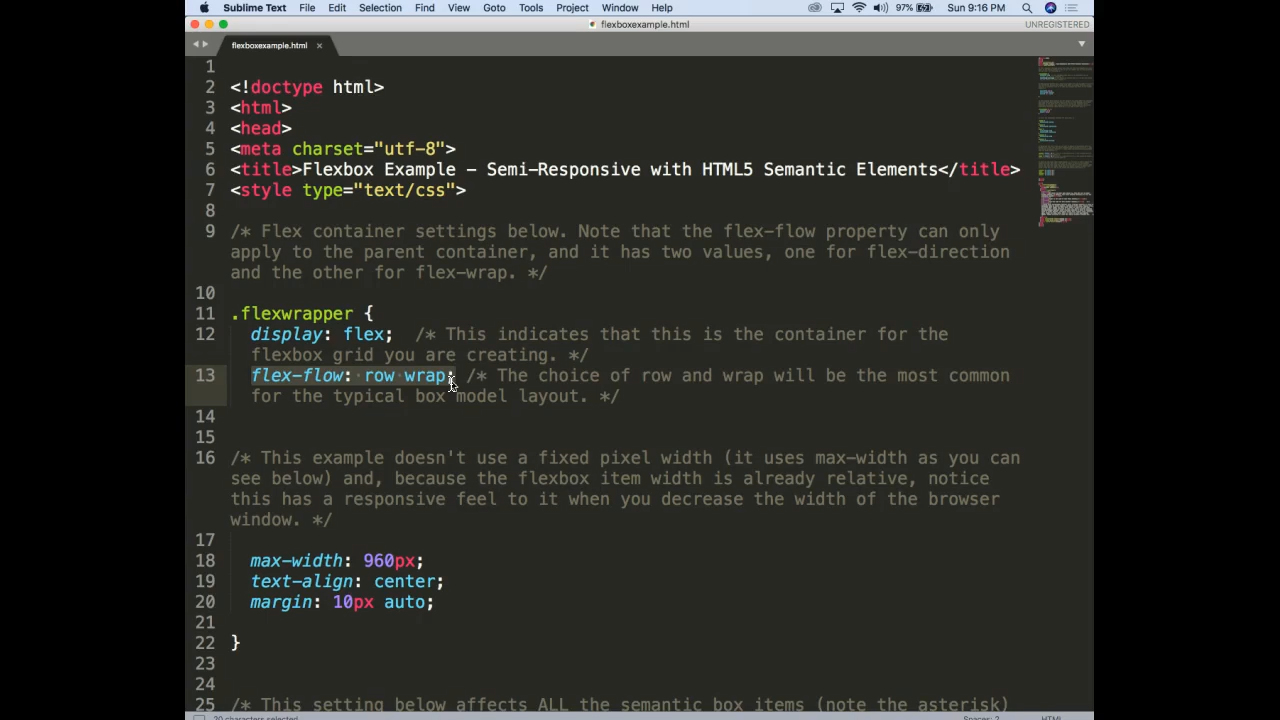 Sublime Text File Edit Selection Find View Goto Tools Project Window Help 97% Sun 9:16 PM
flexboxexample.html UNREGISTERED
flexboxexample.html
1
2 <!doctype html>
3 <html>
4 <head>
5 <meta charset="utf-8">
6 <title>Flexbox Example - Semi-Responsive with HTML5 Semantic Elements</title>
7 <style type="text/css">
8
9 /* Flex container settings below. Note that the flex-flow property can only
apply to the parent container, and it has two values, one for flex-direction
and the other for flex-wrap. */
10
11 .flexwrapper {
12 display: flex; /* This indicates that this is the container for the
flexbox grid you are creating. */
13 flex-flow: row wrap; /* The choice of row and wrap will be the most common
for the typical box model layout. */
14
15
16 /* This example doesn't use a fixed pixel width (it uses max-width as you can
see below) and, because the flexbox item width is already relative, notice
this has a responsive feel to it when you decrease the width of the browser
window. */
17
18 max-width: 960px;
19 text-align: center;
20 margin: 10px auto;
21
22 }
23
24
25 /* This setting below affects ALL the semantic box items (note the asterisk)
20 characters selected Spaces: 2 HTML